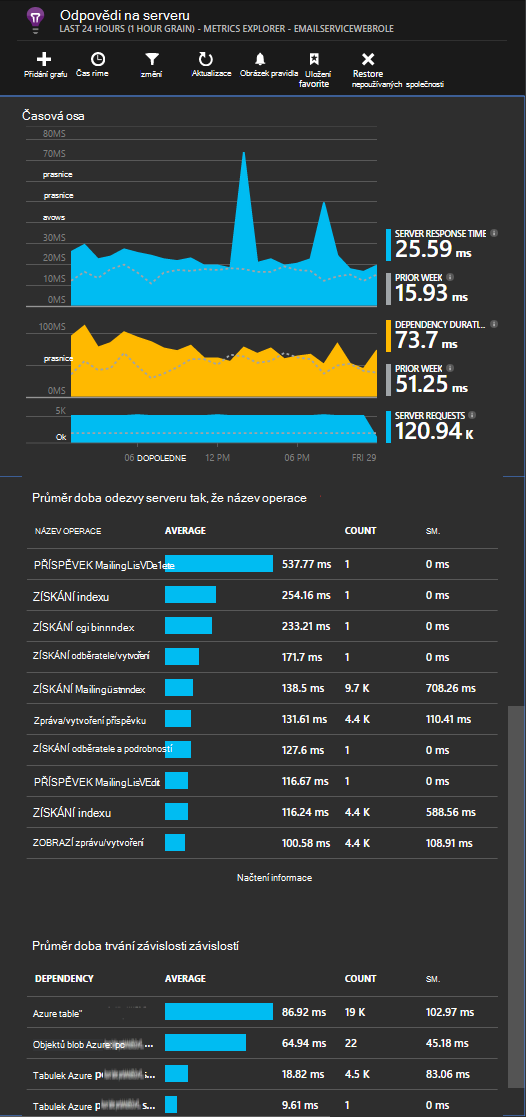 Odpovědi na serveru
LAST 24 HOURS (1 HOUR GRAIN) - METRICS EXPLORER - EMAILSERVICEWEBROLE
Přidání grafu
Čas rime
změní
Aktualizace
Obrázek pravidla
Uložení favorite
Restore nepoužívaných společnosti
Časová osa
80MS
70MS
prasnice
prasnice
avows
30MS
20MS
10MS
0MS
SERVER RESPONSE TIME
25.59 ms
PRIOR WEEK
15.93 ms
100MS
prasnice
0MS
DEPENDENCY DURATI...
73.7 ms
PRIOR WEEK
51.25 ms
5K
Ok
SERVER REQUESTS
120.94 K
06 DOPOLEDNE 12 PM 06 PM FRI 29
Průměr doba odezvy serveru tak, že název operace
NÁZEV OPERACE AVERAGE COUNT SM.
PŘÍSPĚVEK MailingLisVDe1ete 537.77 ms 1 0 ms
ZÍSKÁNÍ indexu 254.16 ms 1 0 ms
ZÍSKÁNÍ cgi binnndex 233.21 ms 1 0 ms
ZÍSKÁNÍ odběratele/vytvoření 171.7 ms 1 0 ms
ZÍSKÁNÍ Mailingüstnndex 138.5 ms 9.7 K 708.26 ms
Zpráva/vytvoření příspěvku 131.61 ms 4.4 K 110.41 ms
ZÍSKÁNÍ odběratele a podrobností 127.6 ms 1 0 ms
PŘÍSPĚVEK MailingLisVEdit 116.67 ms 1 0 ms
ZÍSKÁNÍ indexu 116.24 ms 4.4 K 588.56 ms
ZOBRAZÍ zprávu/vytvoření 100.58 ms 4.4 K 108.91 ms
Načtení informace
Průměr doba trvání závislosti závislostí
DEPENDENCY AVERAGE COUNT SM.
Azure table" 86.92 ms 19 K 102.97 ms
Objektů blob Azure ... 64.94 ms 22 45.18 ms
Tabulek Azure ... 18.82 ms 4.5 K 83.06 ms
Tabulek Azure ... 9.61 ms 1 0 ms